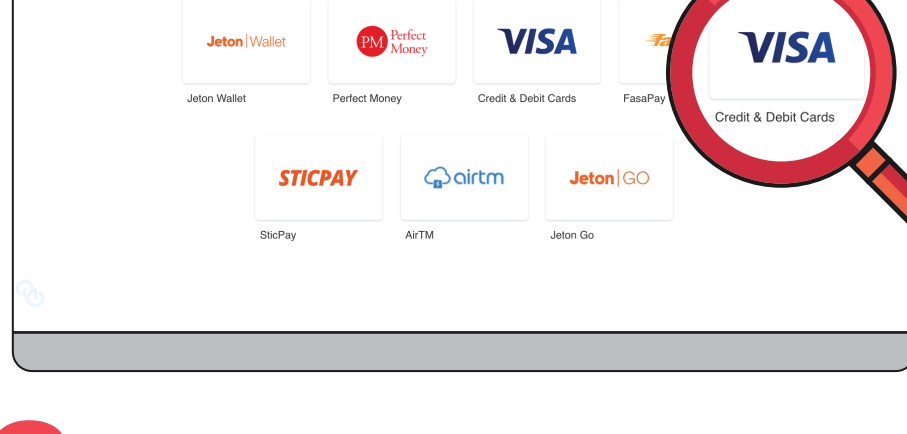 Jeton|Wallet
PM Perfect Money
VISA
Fa
VISA
Jeton Wallet
Perfect Money
Credit & Debit Cards
FasaPay
Credit & Debit Cards
STICPAY
airtm
Jeton|GO
SticPay
AirTM
Jeton Go